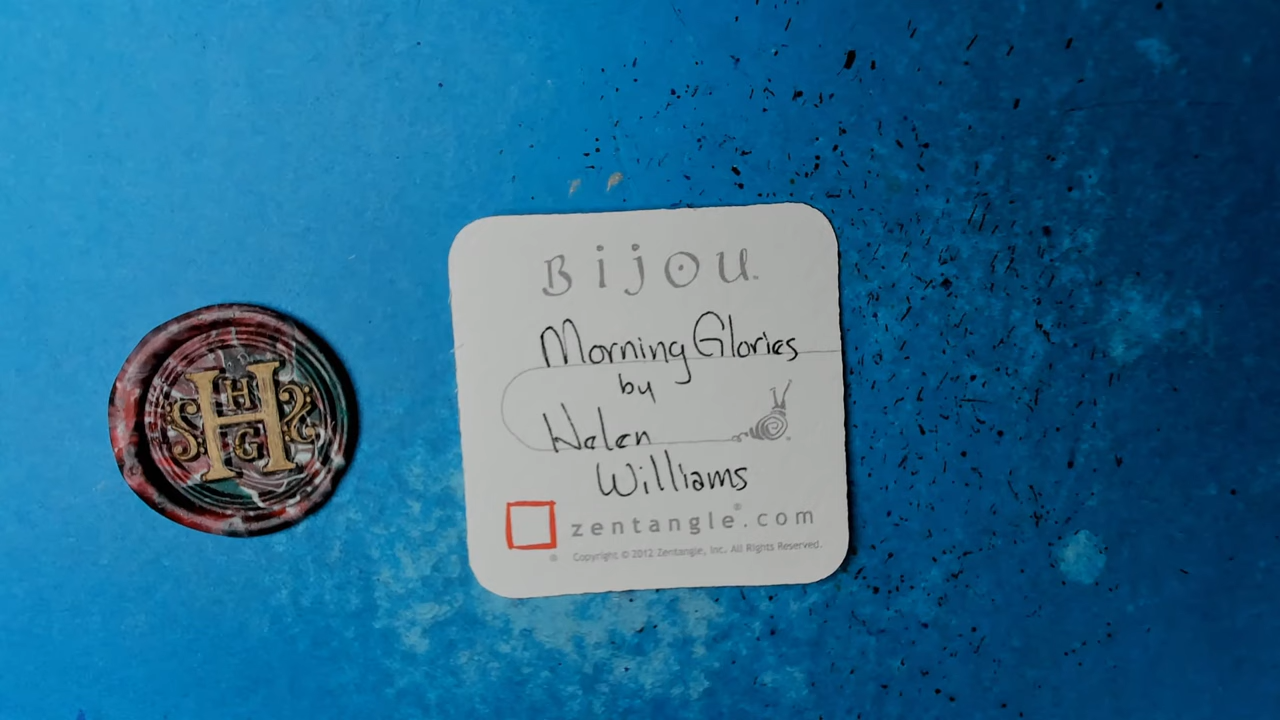 H
H
S S
G
Bijou
Morning Glories
by
Helen
Williams
zentangle®.com
® Copyright © 2012 Zentangle, Inc. All Rights Reserved.